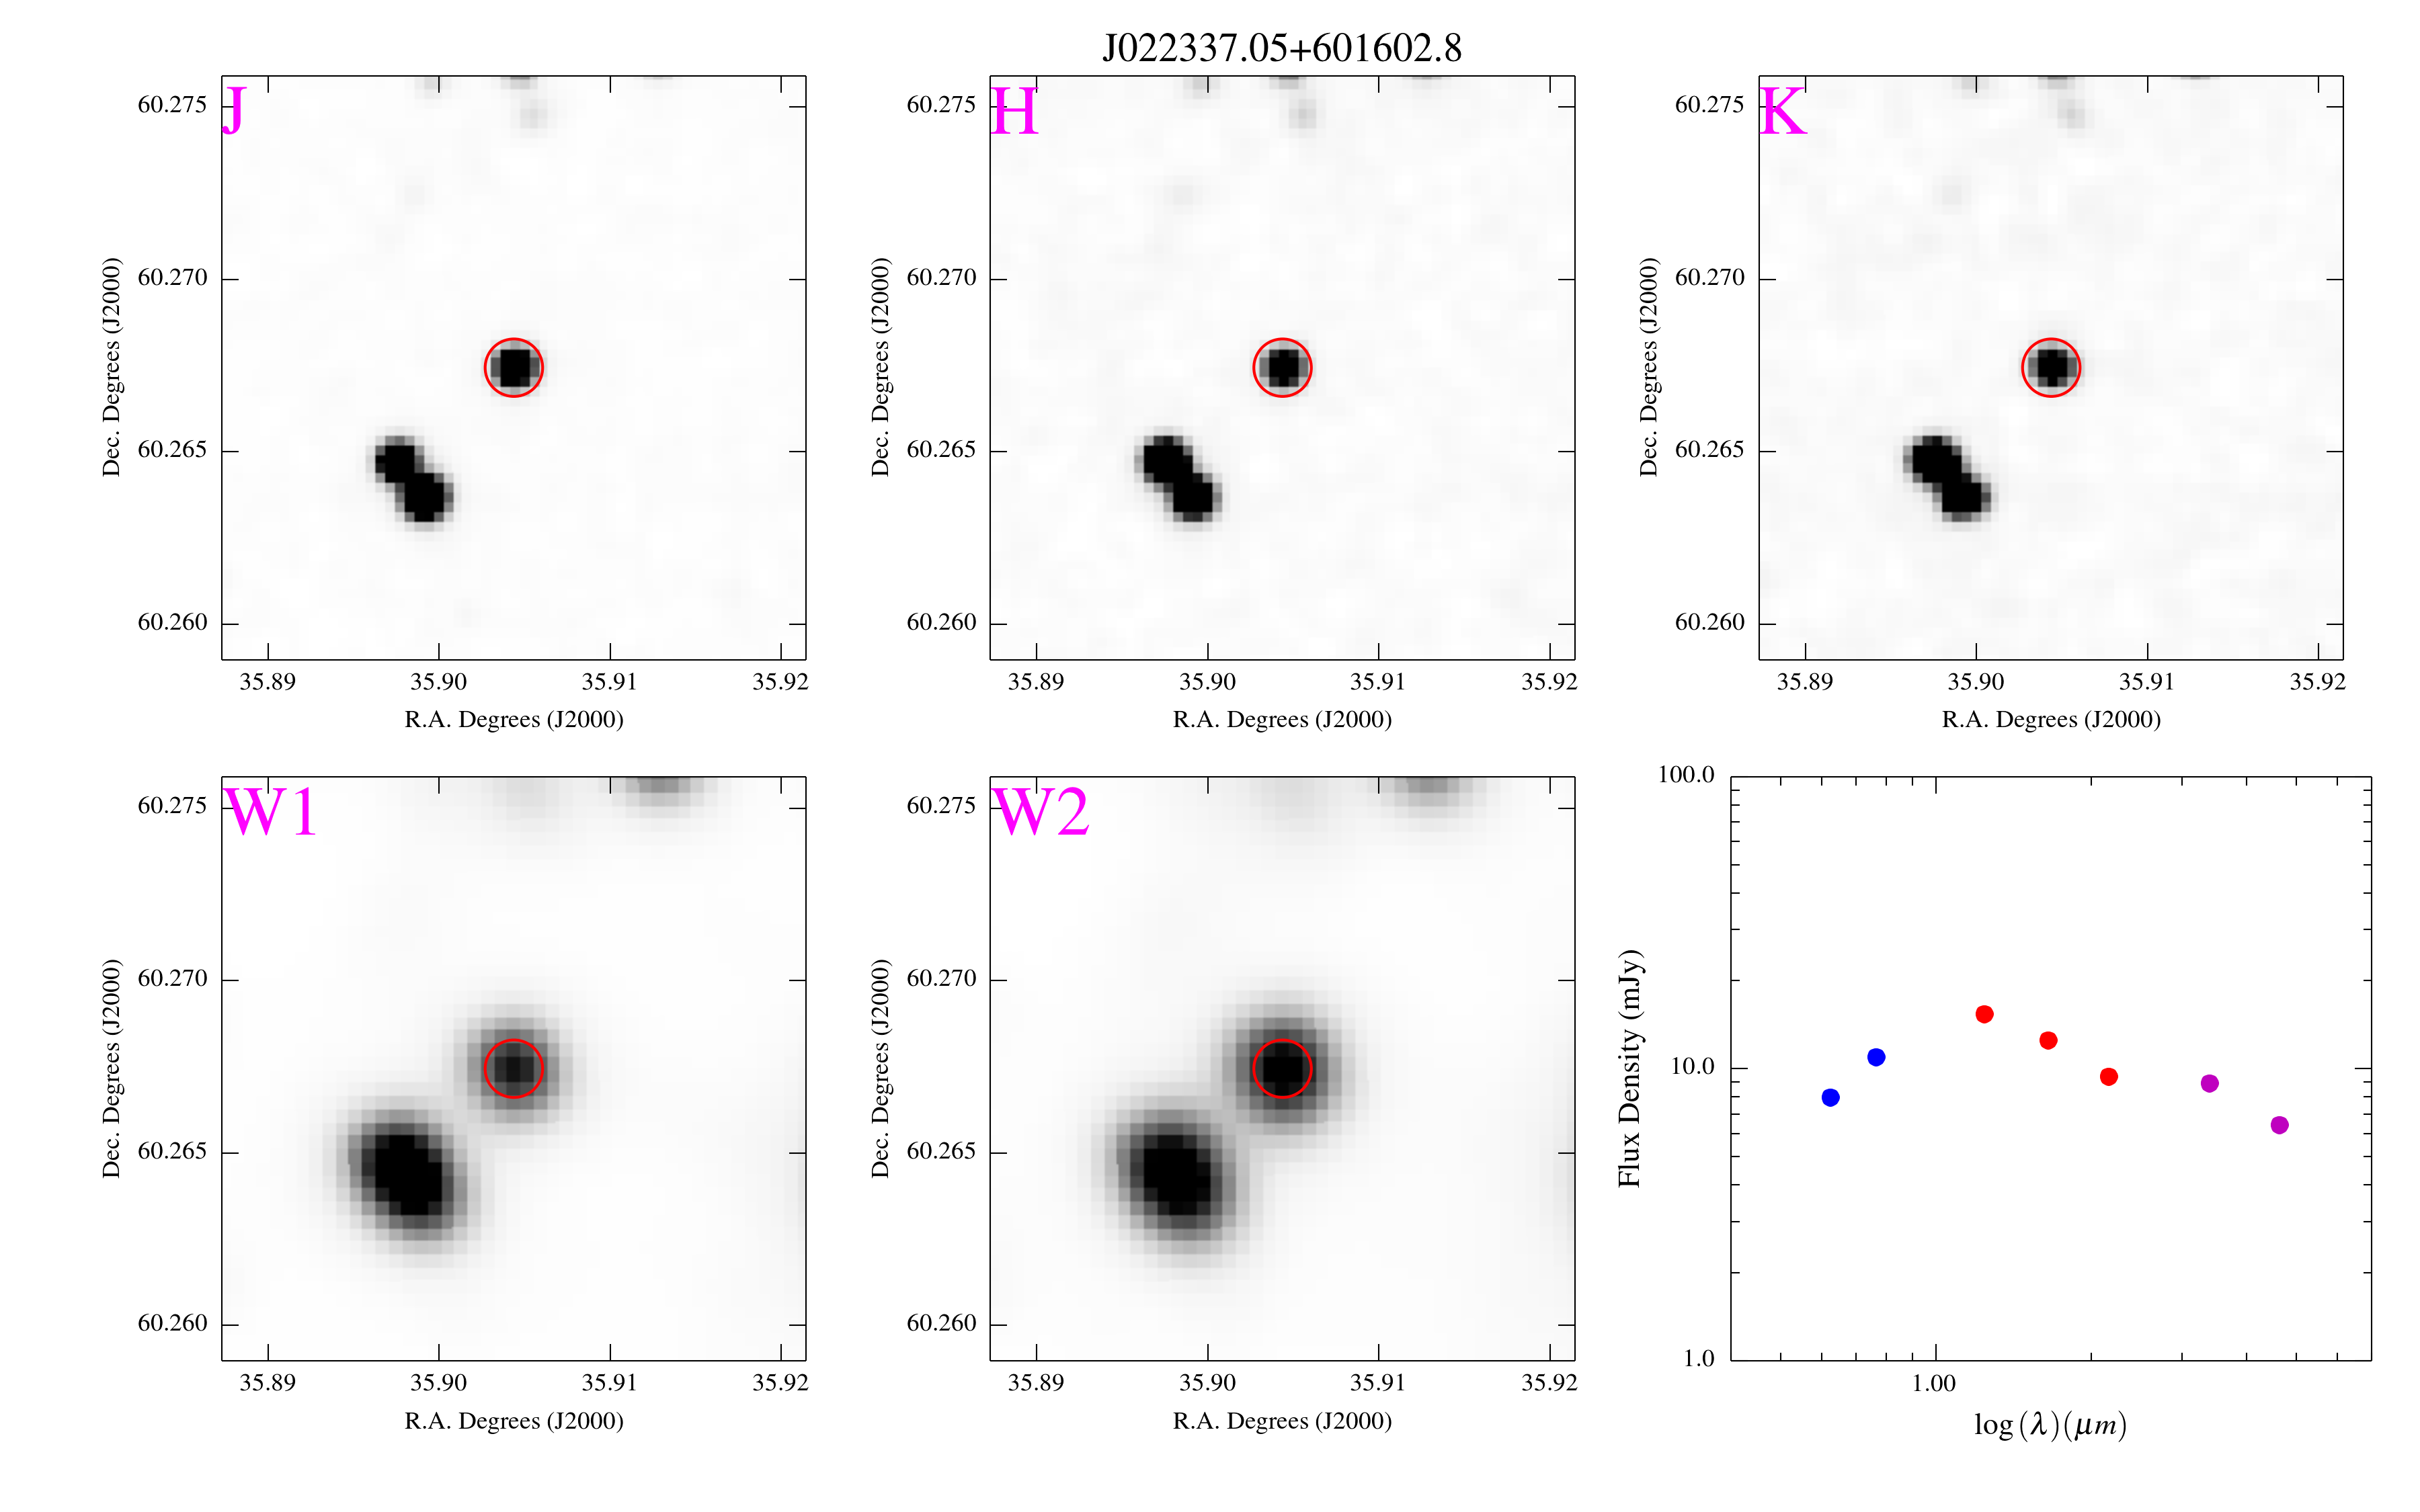 J022337.05+601602.8
J
60.275
60.270
60.265
60.260
Dec. Degrees (J2000)
35.89 35.90 35.91 35.92
R.A. Degrees (J2000)
H
60.275
60.270
60.265
60.260
Dec. Degrees (J2000)
35.89 35.90 35.91 35.92
R.A. Degrees (J2000)
K
60.275
60.270
60.265
60.260
Dec. Degrees (J2000)
35.89 35.90 35.91 35.92
R.A. Degrees (J2000)
W1
60.275
60.270
60.265
60.260
Dec. Degrees (J2000)
35.89 35.90 35.91 35.92
R.A. Degrees (J2000)
W2
60.275
60.270
60.265
60.260
Dec. Degrees (J2000)
35.89 35.90 35.91 35.92
R.A. Degrees (J2000)
100.0
10.0
1.0
Flux Density (mJy)
1.00
log(λ)(μm)